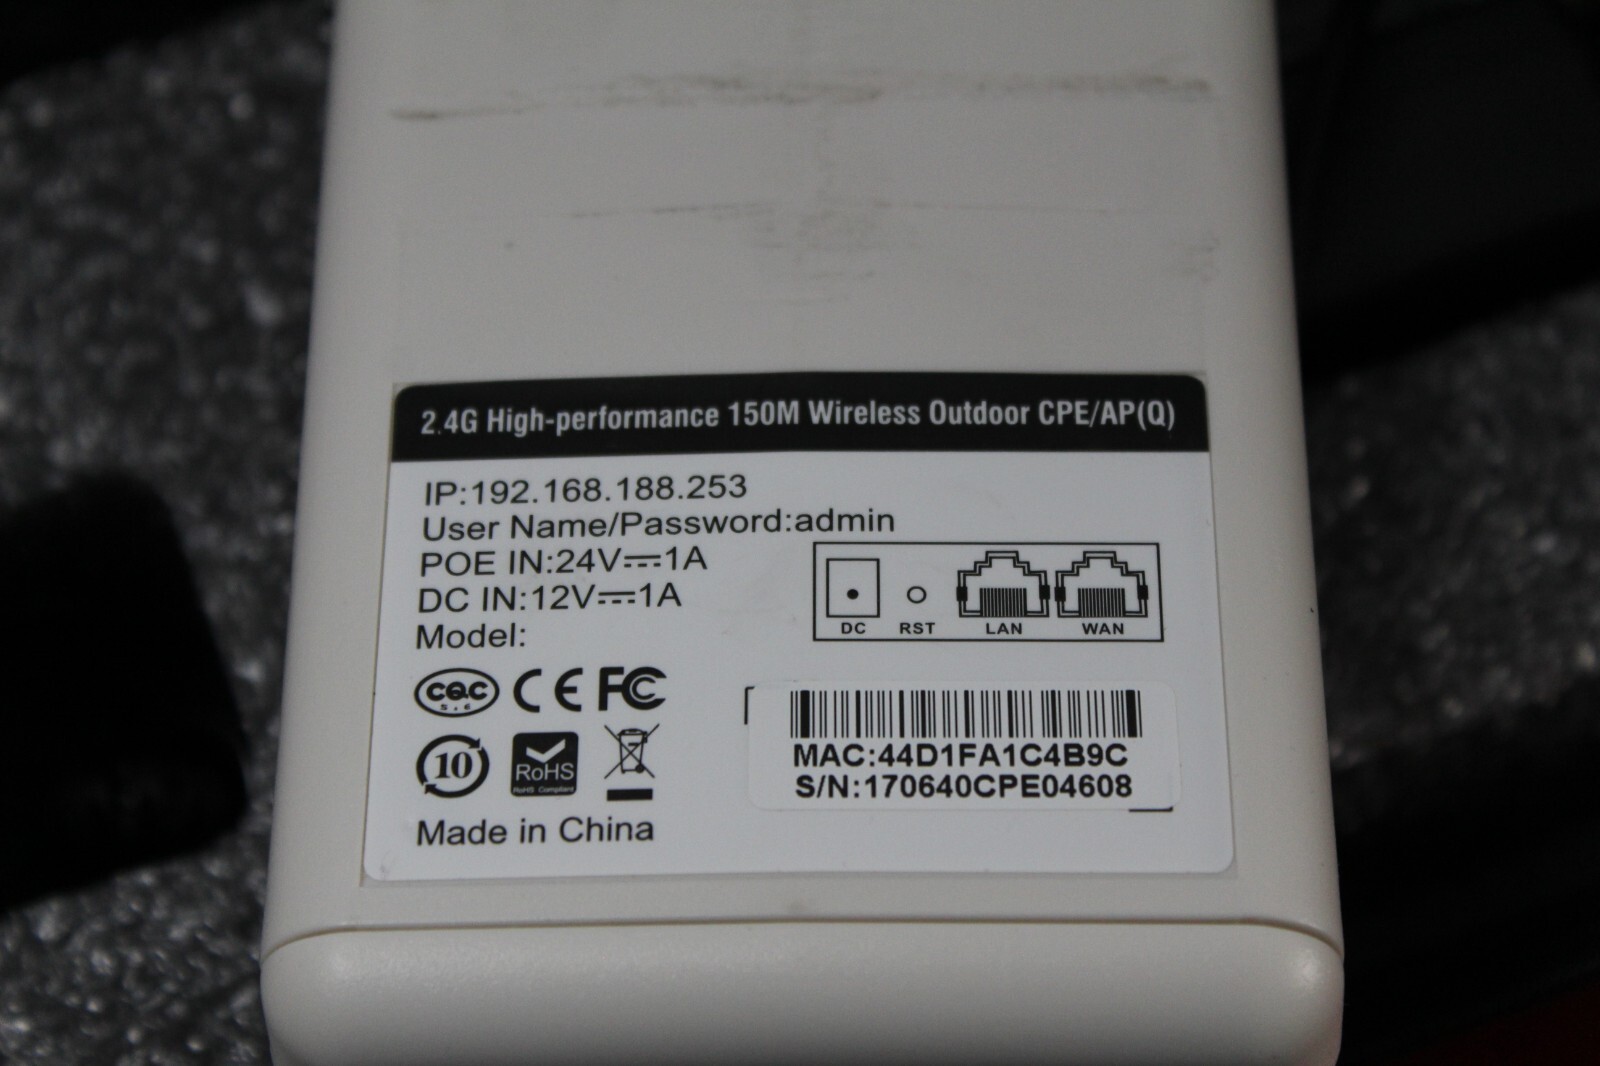 2.4G High-performance 150M Wireless Outdoor CPE/AP(Q)
IP:192.168.188.253
User Name/Password:admin
POE IN:24V⎓1A
DC IN:12V⎓1A
Model:
DC RST LAN WAN
CQC
S & E
CE FC
10
RoHS
RoHS Compliant
MAC:44D1FA1C4B9C
S/N:170640CPE04608
Made in China